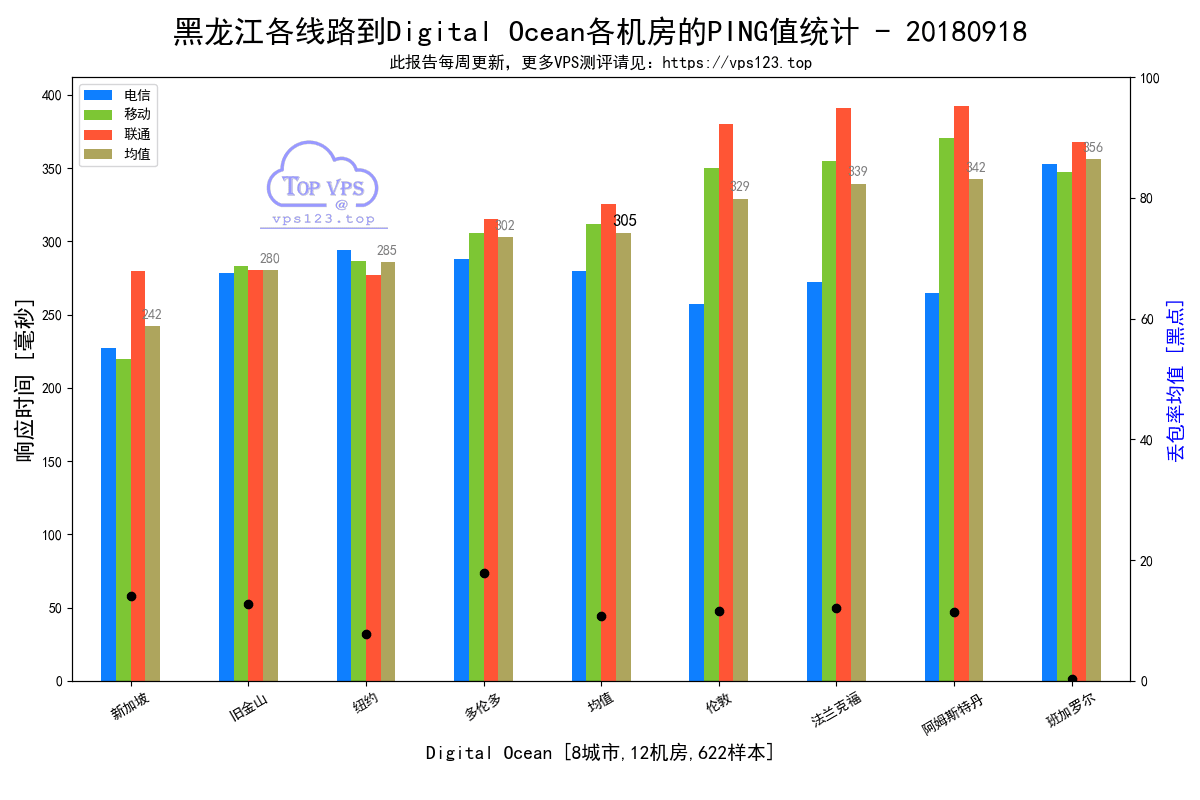 黑龙江各线路到Digital Ocean各机房的PING值统计 - 20180918
此报告每周更新，更多VPS测评请见：https://vps123.top
电信
移动
联通
均值
TOP VPS
@
vps123.top
响应时间 [毫秒]
400
350
300
250
200
150
100
50
0
242
280
285
302
305
329
339
342
356
100
80
60
40
20
0
丢包率均值 [黑点]
新加坡
旧金山
纽约
多伦多
均值
伦敦
法兰克福
阿姆斯特丹
班加罗尔
Digital Ocean [8城市,12机房,622样本]